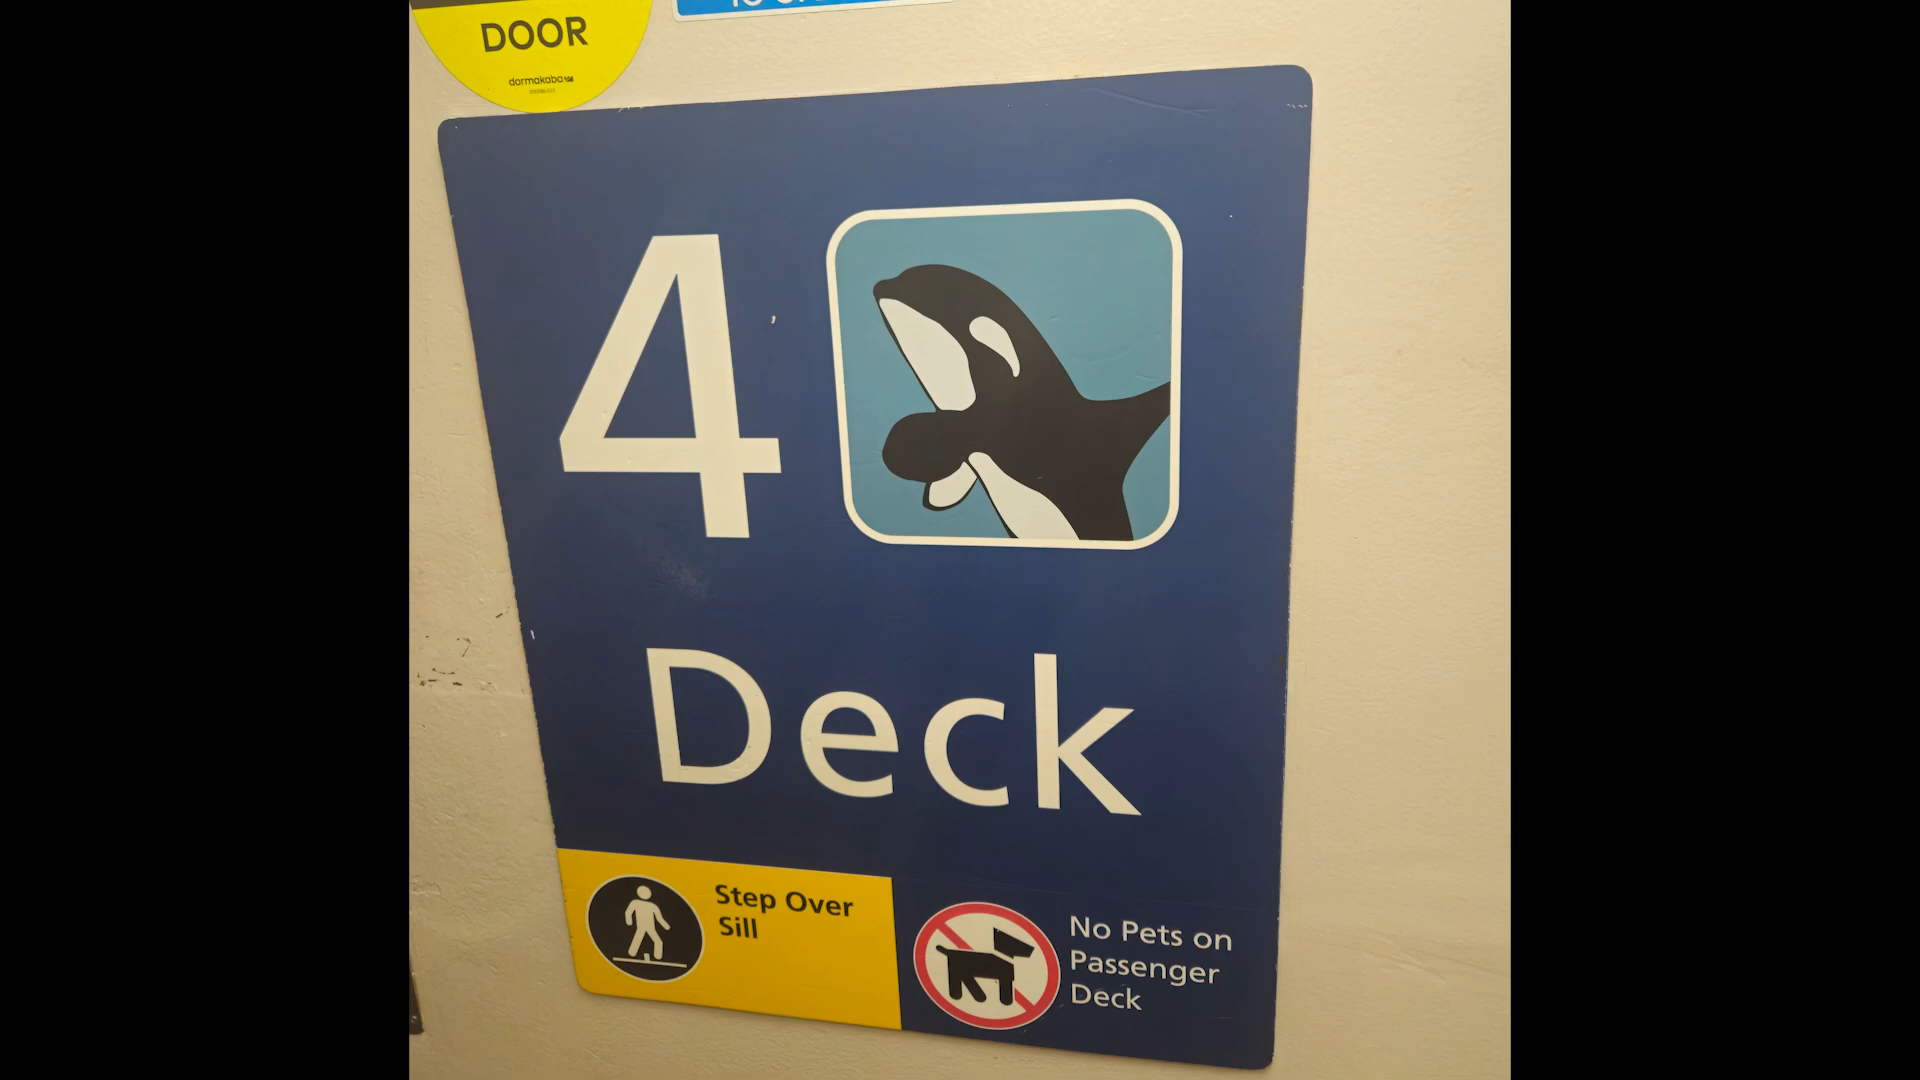 DOOR
dormakaba
4
Deck
Step Over
Sill
No Pets on
Passenger
Deck